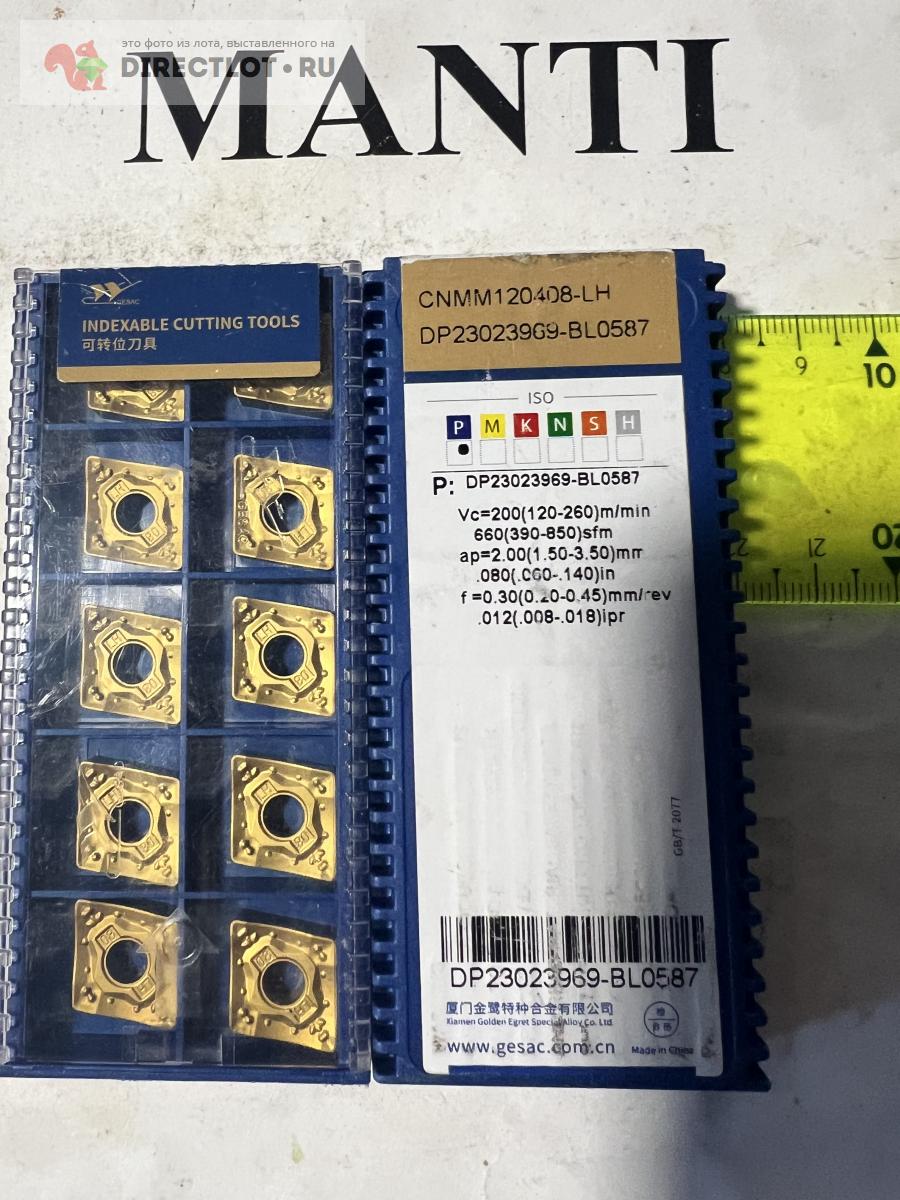 это фото из лота, выставленного на
DIRECTLOT.RU
MANTI
GESAC
INDEXABLE CUTTING TOOLS
可转位刀具
CNMM120408-LH
DP23023969-BL0587
ISO
P M K N S H
P: DP23023969-BL0587
Vc=200(120-260)m/min
660(390-850)sfm
ap=2.00(1.50-3.50)mm
.080(.060-.140)in
f=0.30(0.20-0.45)mm/rev
.012(.008-.018)ipr
GB/T 2077
DP23023969-BL0587
厦门金鹭特种合金有限公司
Xiamen Golden Egret Special Alloy Co. Ltd
www.gesac.com.cn
Made in China
9 10
21 20